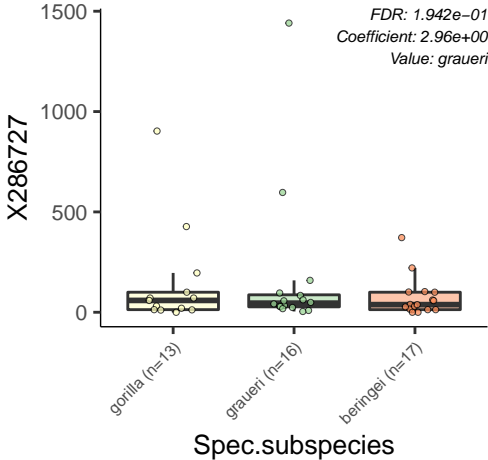 FDR: 1.942e−01
Coefficient: 2.96e+00
Value: graueri
1500
1000
500
0
X286727
gorilla (n=13)
graueri (n=16)
beringei (n=17)
Spec.subspecies